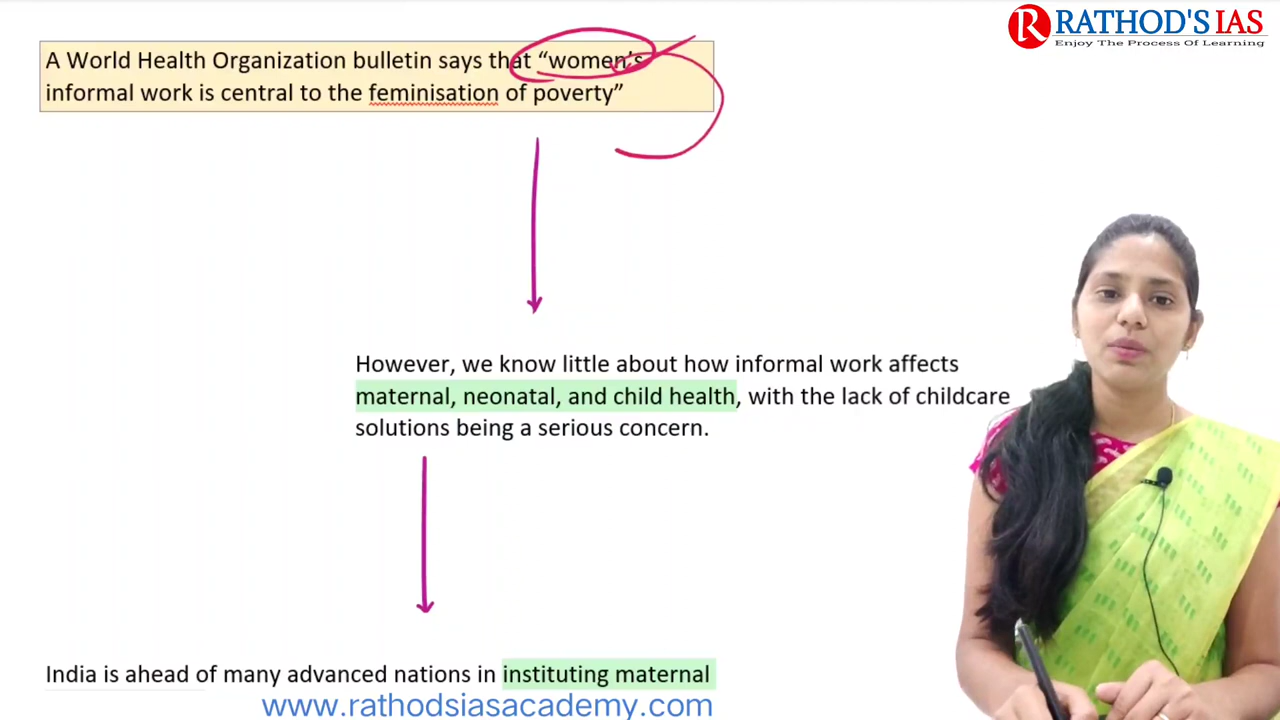 RATHOD'S IAS
Enjoy The Process Of Learning
A World Health Organization bulletin says that “women’s
informal work is central to the feminisation of poverty”
However, we know little about how informal work affects
maternal, neonatal, and child health, with the lack of childcare
solutions being a serious concern.
India is ahead of many advanced nations in instituting maternal
www.rathodsiasacademy.com